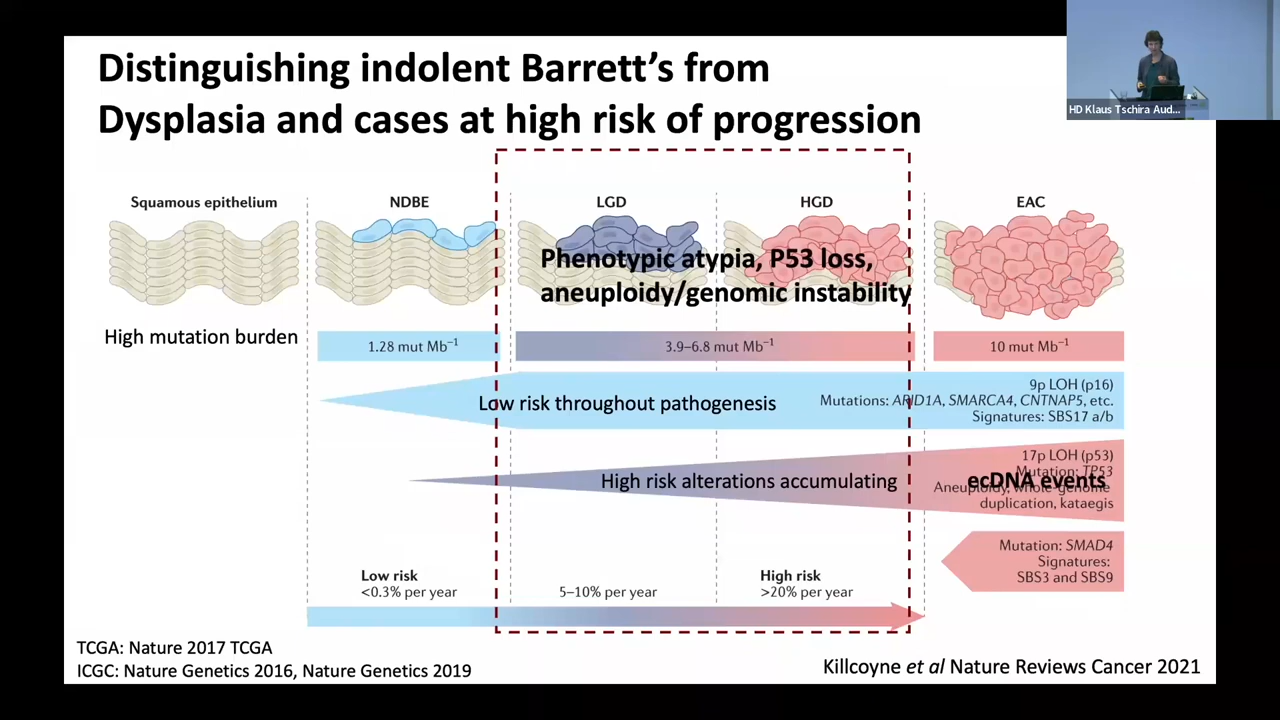 Distinguishing indolent Barrett's from
Dysplasia and cases at high risk of progression
HD Klaus Tschira Aud...
Squamous epithelium
NDBE
LGD
HGD
EAC
Phenotypic atypia, P53 loss,
aneuploidy/genomic instability
High mutation burden
1.28 mut Mb⁻¹
3.9–6.8 mut Mb⁻¹
10 mut Mb⁻¹
Low risk throughout pathogenesis
9p LOH (p16)
Mutations: ARID1A, SMARCA4, CNTNAP5, etc.
Signatures: SBS17 a/b
High risk alterations accumulating
17p LOH (p53)
Mutation: TP53
ecDNA events
Aneuploidy, whole-genome
duplication, kataegis
Mutation: SMAD4
Signatures:
SBS3 and SBS9
Low risk
<0.3% per year
5–10% per year
High risk
>20% per year
TCGA: Nature 2017 TCGA
ICGC: Nature Genetics 2016, Nature Genetics 2019
Killcoyne et al Nature Reviews Cancer 2021